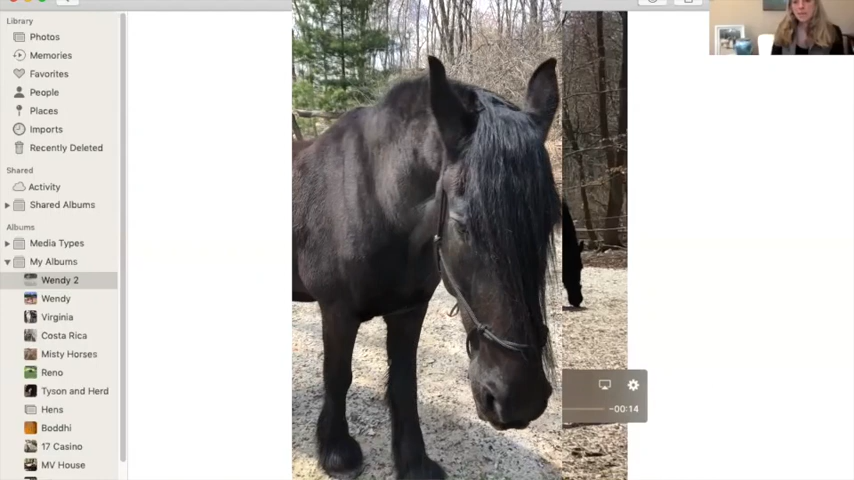 Library
Photos
Memories
Favorites
People
Places
Imports
Recently Deleted
Shared
Activity
Shared Albums
Albums
Media Types
My Albums
Wendy 2
Wendy
Virginia
Costa Rica
Misty Horses
Reno
Tyson and Herd
Hens
Boddhi
17 Casino
MV House
-00:14